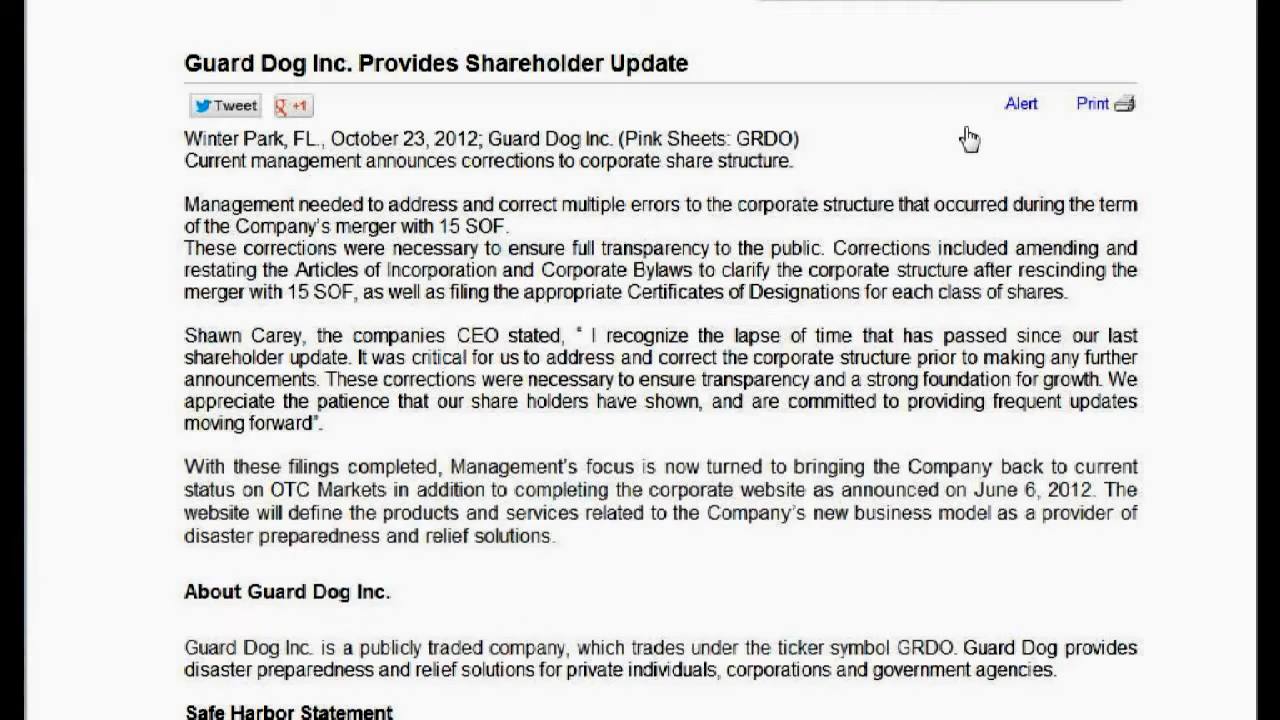 Guard Dog Inc. Provides Shareholder Update
Tweet +1 Alert Print
Winter Park, FL., October 23, 2012; Guard Dog Inc. (Pink Sheets: GRDO)
Current management announces corrections to corporate share structure.
Management needed to address and correct multiple errors to the corporate structure that occurred during the term
of the Company's merger with 15 SOF.
These corrections were necessary to ensure full transparency to the public. Corrections included amending and
restating the Articles of Incorporation and Corporate Bylaws to clarify the corporate structure after rescinding the
merger with 15 SOF, as well as filing the appropriate Certificates of Designations for each class of shares.
Shawn Carey, the companies CEO stated, " I recognize the lapse of time that has passed since our last
shareholder update. It was critical for us to address and correct the corporate structure prior to making any further
announcements. These corrections were necessary to ensure transparency and a strong foundation for growth. We
appreciate the patience that our share holders have shown, and are committed to providing frequent updates
moving forward".
With these filings completed, Management's focus is now turned to bringing the Company back to current
status on OTC Markets in addition to completing the corporate website as announced on June 6, 2012. The
website will define the products and services related to the Company's new business model as a provider of
disaster preparedness and relief solutions.
About Guard Dog Inc.
Guard Dog Inc. is a publicly traded company, which trades under the ticker symbol GRDO. Guard Dog provides
disaster preparedness and relief solutions for private individuals, corporations and government agencies.
Safe Harbor Statement